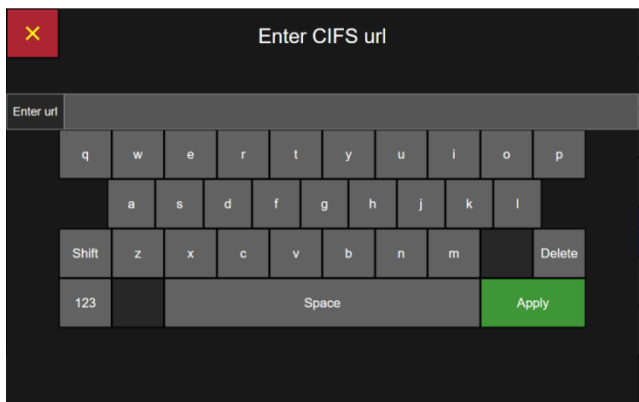 ×
Enter CIFS url
Enter url
q w e r t y u i o p
a s d f g h j k l
Shift z x c v b n m Delete
123 Space Apply